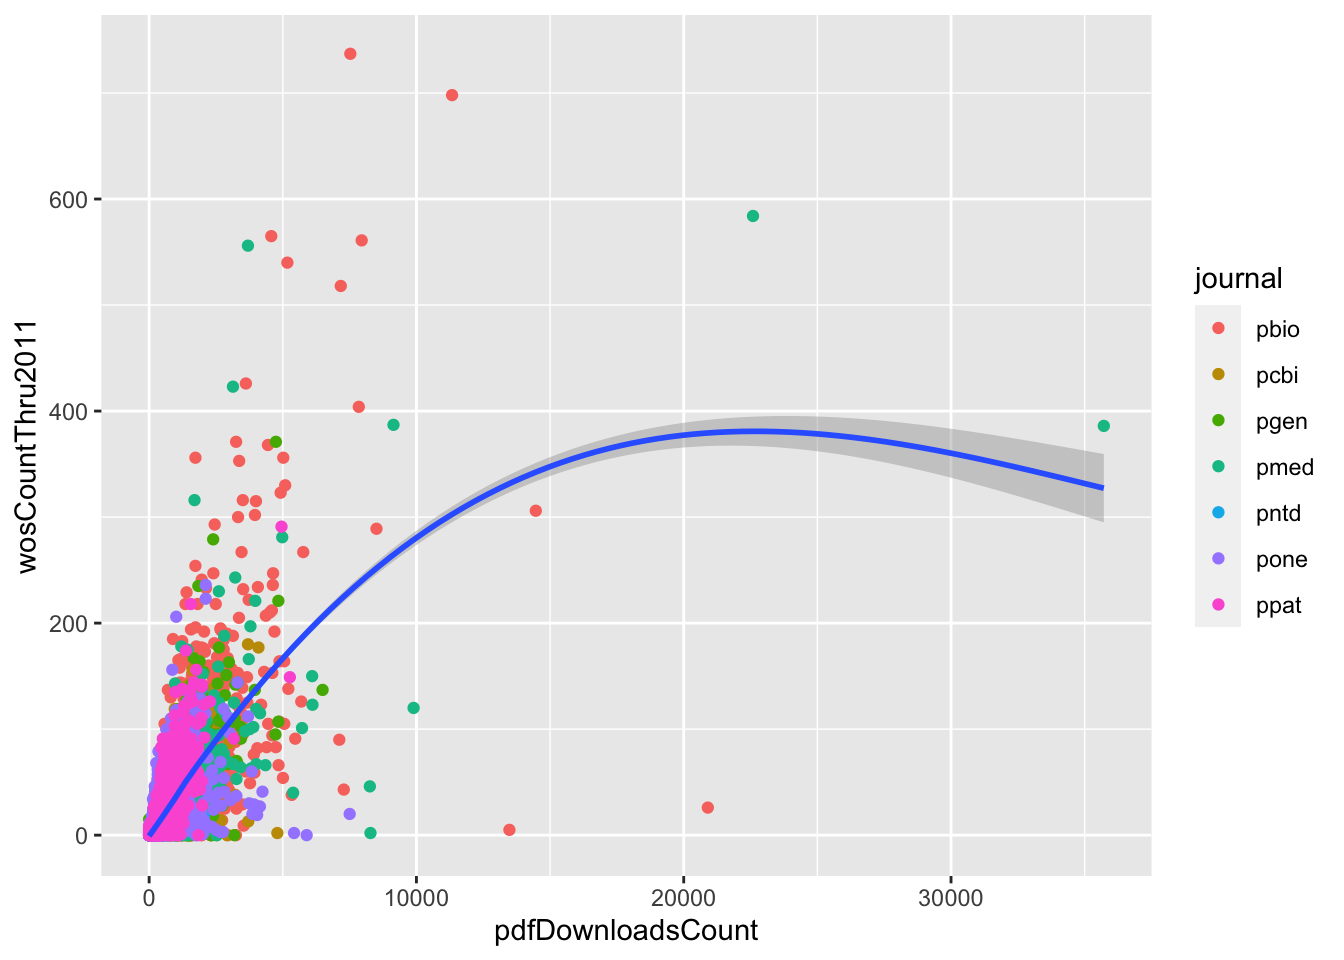 600
400
200
0
wosCountThru2011
0 10000 20000 30000
pdfDownloadsCount
journal
pbio
pcbi
pgen
pmed
pntd
pone
ppat